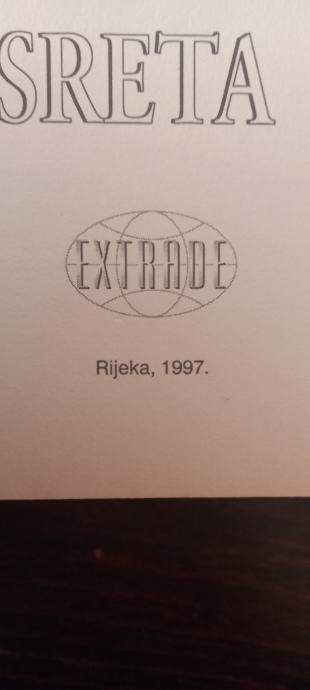 SRETA
EXTRADE
Rijeka, 1997.